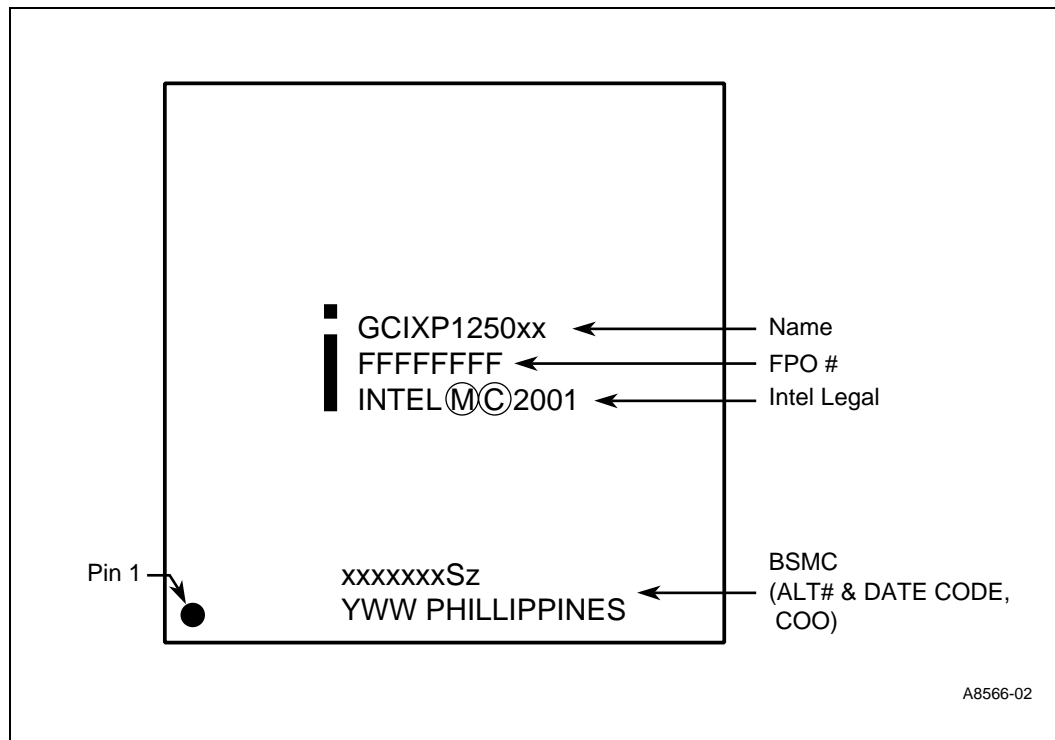 GCIXP1250xx
FFFFFFFF
INTEL Ⓜ Ⓒ 2001
Name
FPO #
Intel Legal
Pin 1
xxxxxxxSz
YWW PHILLIPPINES
BSMC
(ALT# & DATE CODE,
COO)
A8566-02